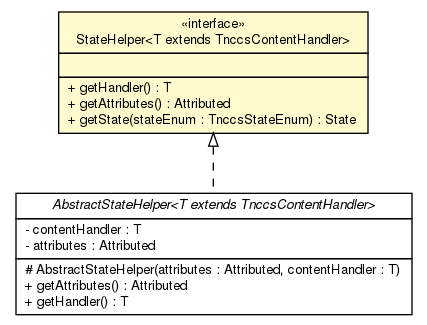 «interface»
StateHelper<T extends TnccsContentHandler>
+ getHandler() : T
+ getAttributes() : Attributed
+ getState(stateEnum : TnccsStateEnum) : State
AbstractStateHelper<T extends TnccsContentHandler>
- contentHandler : T
- attributes : Attributed
# AbstractStateHelper(attributes : Attributed, contentHandler : T)
+ getAttributes() : Attributed
+ getHandler() : T